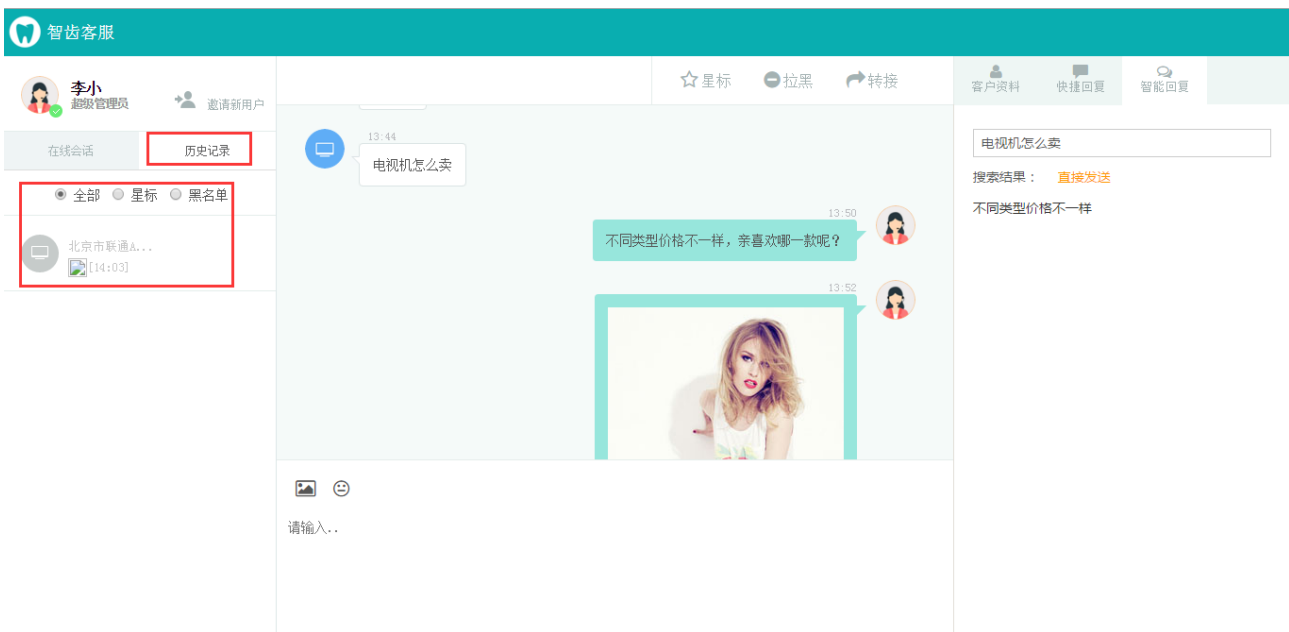 智齿客服
李小
超级管理员
邀请新用户
在线会话
历史记录
全部 星标 黑名单
北京市联通A...
[14:03]
星标 拉黑 转接
13:44
电视机怎么卖
13:50
不同类型价格不一样，亲喜欢哪一款呢？
13:52
请输入..
客户资料 快捷回复 智能回复
电视机怎么卖
搜索结果： 直接发送
不同类型价格不一样